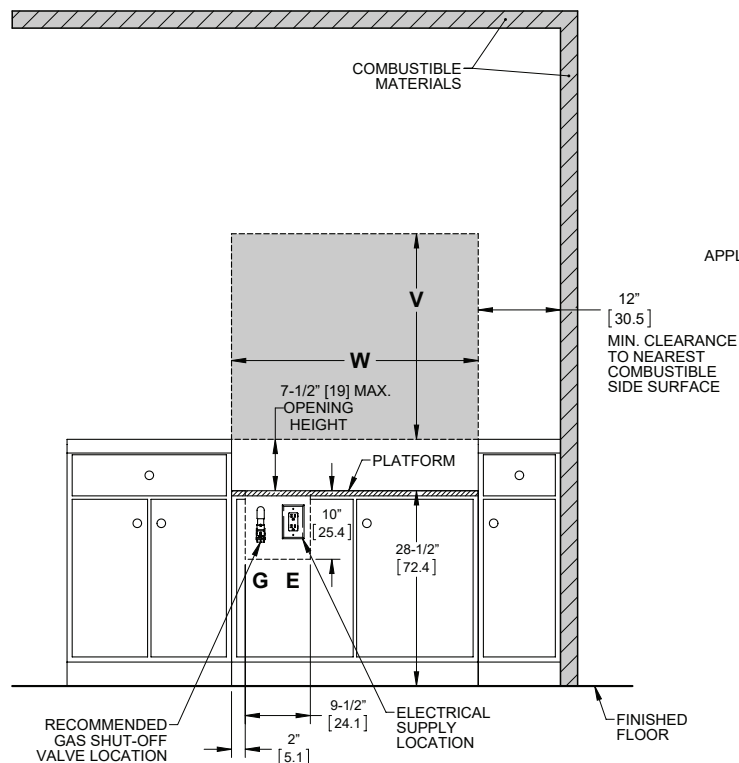 COMBUSTIBLE
MATERIALS
APPL
V
12"
[30.5]
MIN. CLEARANCE
TO NEAREST
COMBUSTIBLE
SIDE SURFACE
W
7-1/2" [19] MAX.
OPENING
HEIGHT
PLATFORM
10"
[25.4]
28-1/2"
[72.4]
G E
9-1/2"
[24.1]
2"
[5.1]
RECOMMENDED
GAS SHUT-OFF
VALVE LOCATION
ELECTRICAL
SUPPLY
LOCATION
FINISHED
FLOOR